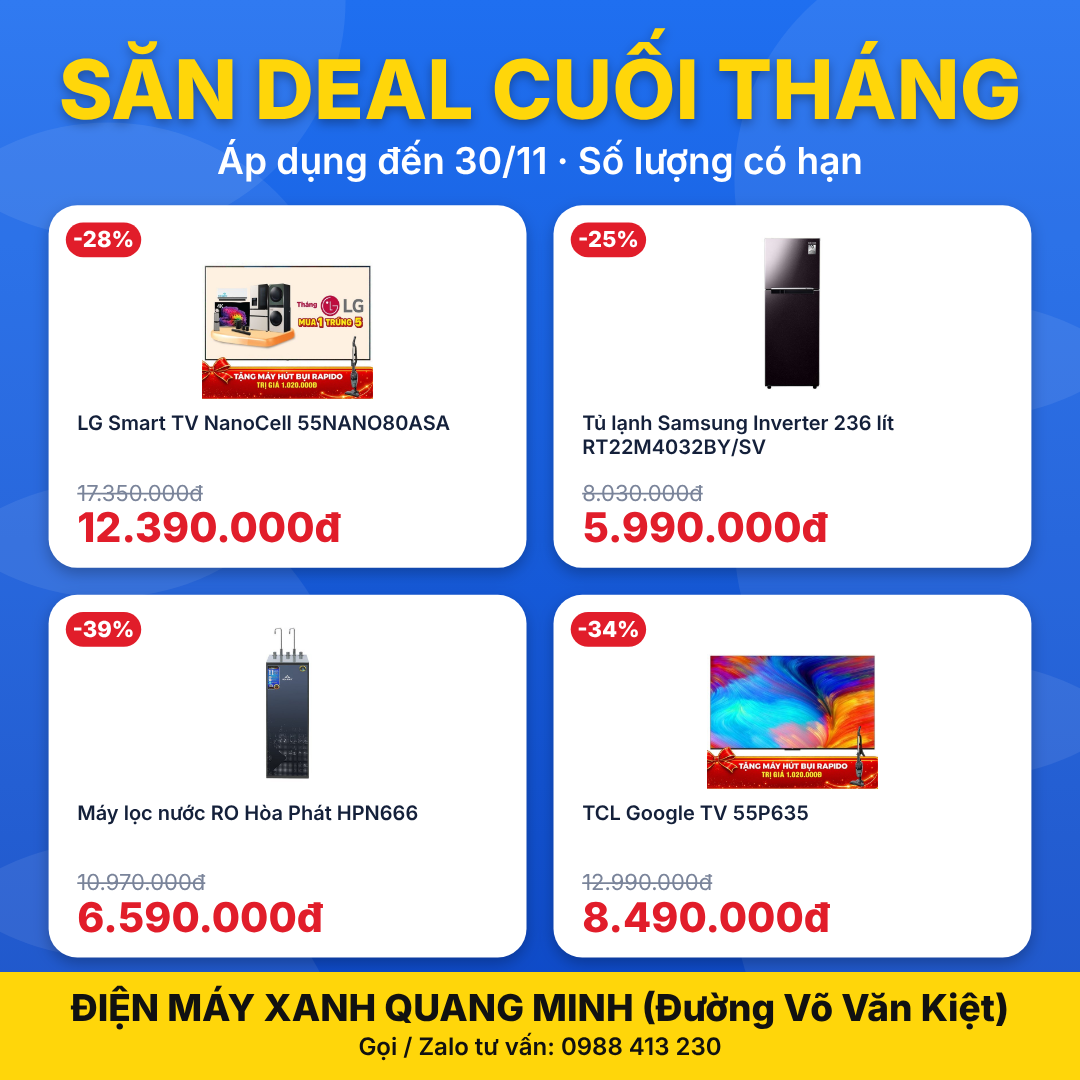 SĂN DEAL CUỐI THÁNG
Áp dụng đến 30/11 · Số lượng có hạn
-28%
4K
Tháng LG
MUA 1 TRÚNG 5
TẶNG MÁY HÚT BỤI RAPIDO
TRỊ GIÁ 1.020.000Đ
LG Smart TV NanoCell 55NANO80ASA
17.350.000đ
12.390.000đ
-25%
Tủ lạnh Samsung Inverter 236 lít
RT22M4032BY/SV
8.030.000đ
5.990.000đ
-39%
Máy lọc nước RO Hòa Phát HPN666
10.970.000đ
6.590.000đ
-34%
TẶNG MÁY HÚT BỤI RAPIDO
TRỊ GIÁ 1.020.000Đ
TCL Google TV 55P635
12.990.000đ
8.490.000đ
ĐIỆN MÁY XANH QUANG MINH (Đường Võ Văn Kiệt)
Gọi / Zalo tư vấn: 0988 413 230